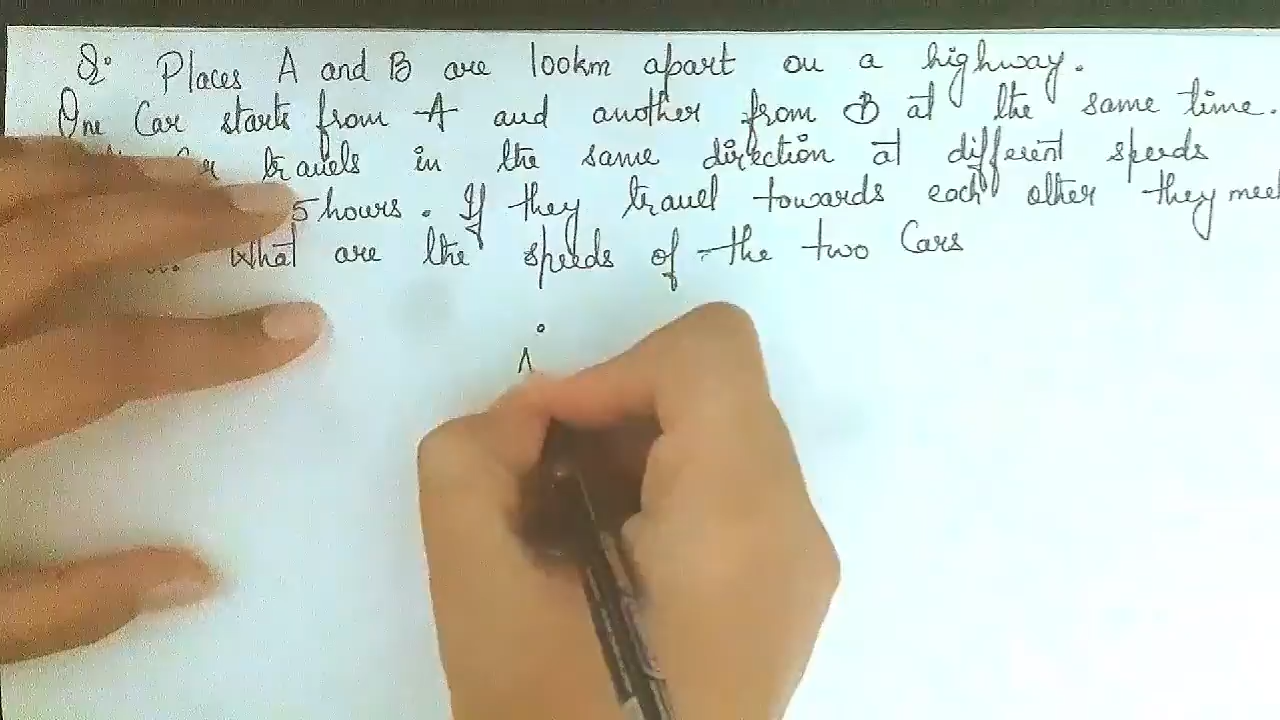 Q. Places A and B are 100km apart on a highway.
One Car starts from A and another from B at the same time.
travels in the same direction at different speeds
5 hours. If they travel towards each other they meet
What are the speeds of the two Cars
A